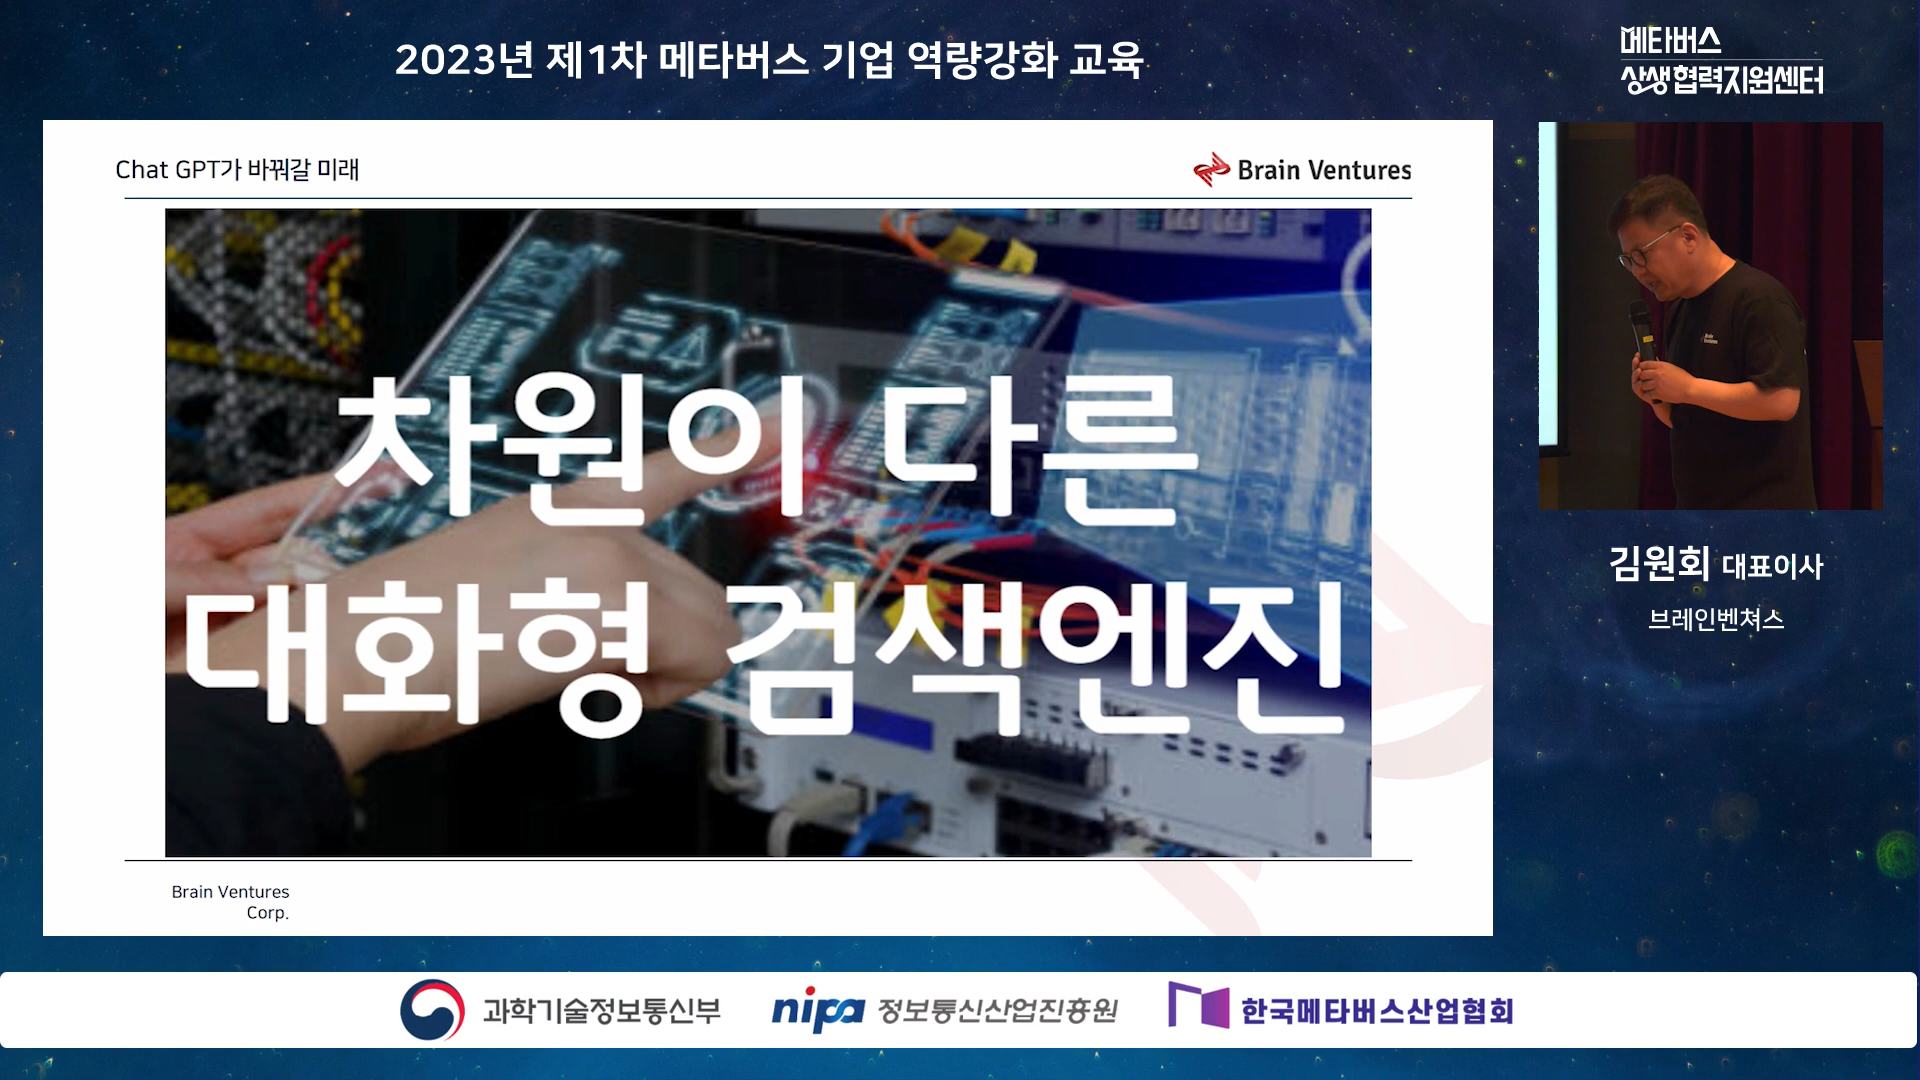 2023년 제1차 메타버스 기업 역량강화 교육
메타버스
상생협력지원센터
Chat GPT가 바꿔갈 미래
Brain Ventures
차원이 다른
대화형 검색엔진
Brain Ventures
Corp.
Brain
Ventures
김원회 대표이사
브레인벤쳐스
과학기술정보통신부
nipa 정보통신산업진흥원
한국메타버스산업협회